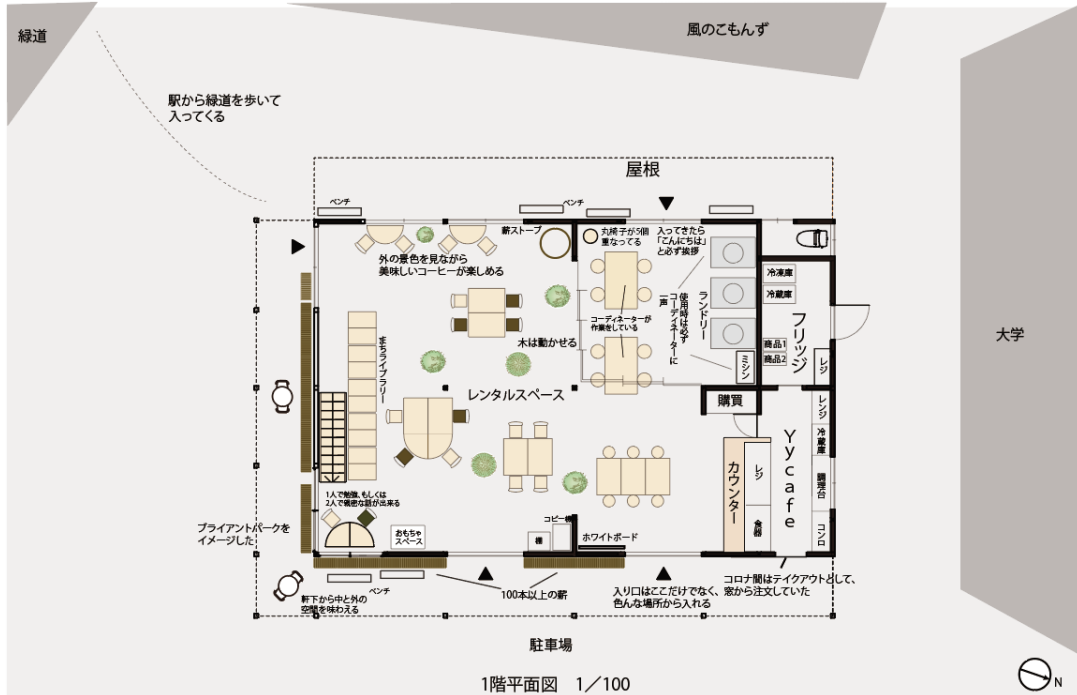 緑道
風のこもんず
駅から緑道を歩いて
入ってくる
大学
屋根
ベンチ
ベンチ
薪ストーブ
丸椅子が5個
重なってる
入ってきたら
「こんにちは」
と必ず挨拶
外の景色を見ながら
美味しいコーヒーが楽しめる
冷凍庫
冷蔵庫
ランドリー
使用時は必ず
コーディネーターに
一声
コーディネーターが
作業をしている
フリッジ
商品1
商品2
レジ
ミシン
木は動かせる
まちライブラリー
レンタルスペース
購買
レンジ
冷蔵庫
調理台
コンロ
Yycafe
カウンター
レジ
食器
1人で勉強、もしくは
2人で親密な話が出来る
おもちゃ
スペース
コピー機
棚
ホワイトボード
ブライアントパークを
イメージした
ベンチ
軒下から中と外の
空間を味わえる
100本以上の薪
入り口はここだけでなく、
色んな場所から入れる
コロナ間はテイクアウトとして、
窓から注文していた
駐車場
1階平面図 1／100
N